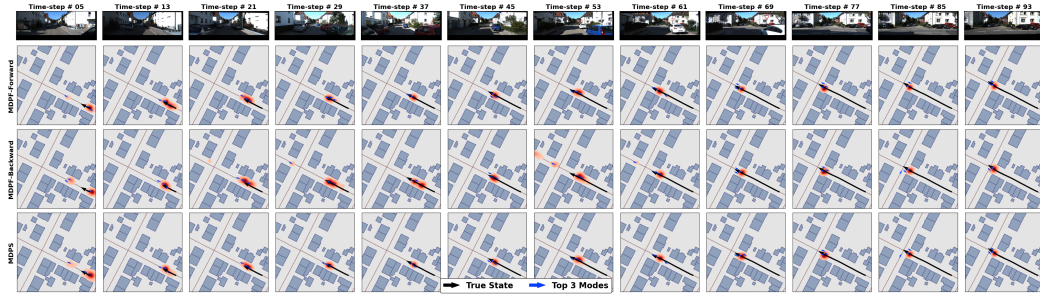 Time-step # 05 Time-step # 13 Time-step # 21 Time-step # 29 Time-step # 37 Time-step # 45 Time-step # 53 Time-step # 61 Time-step # 69 Time-step # 77 Time-step # 85 Time-step # 93
MDPF-Forward
MDPF-Backward
MDPS
True State Top 3 Modes